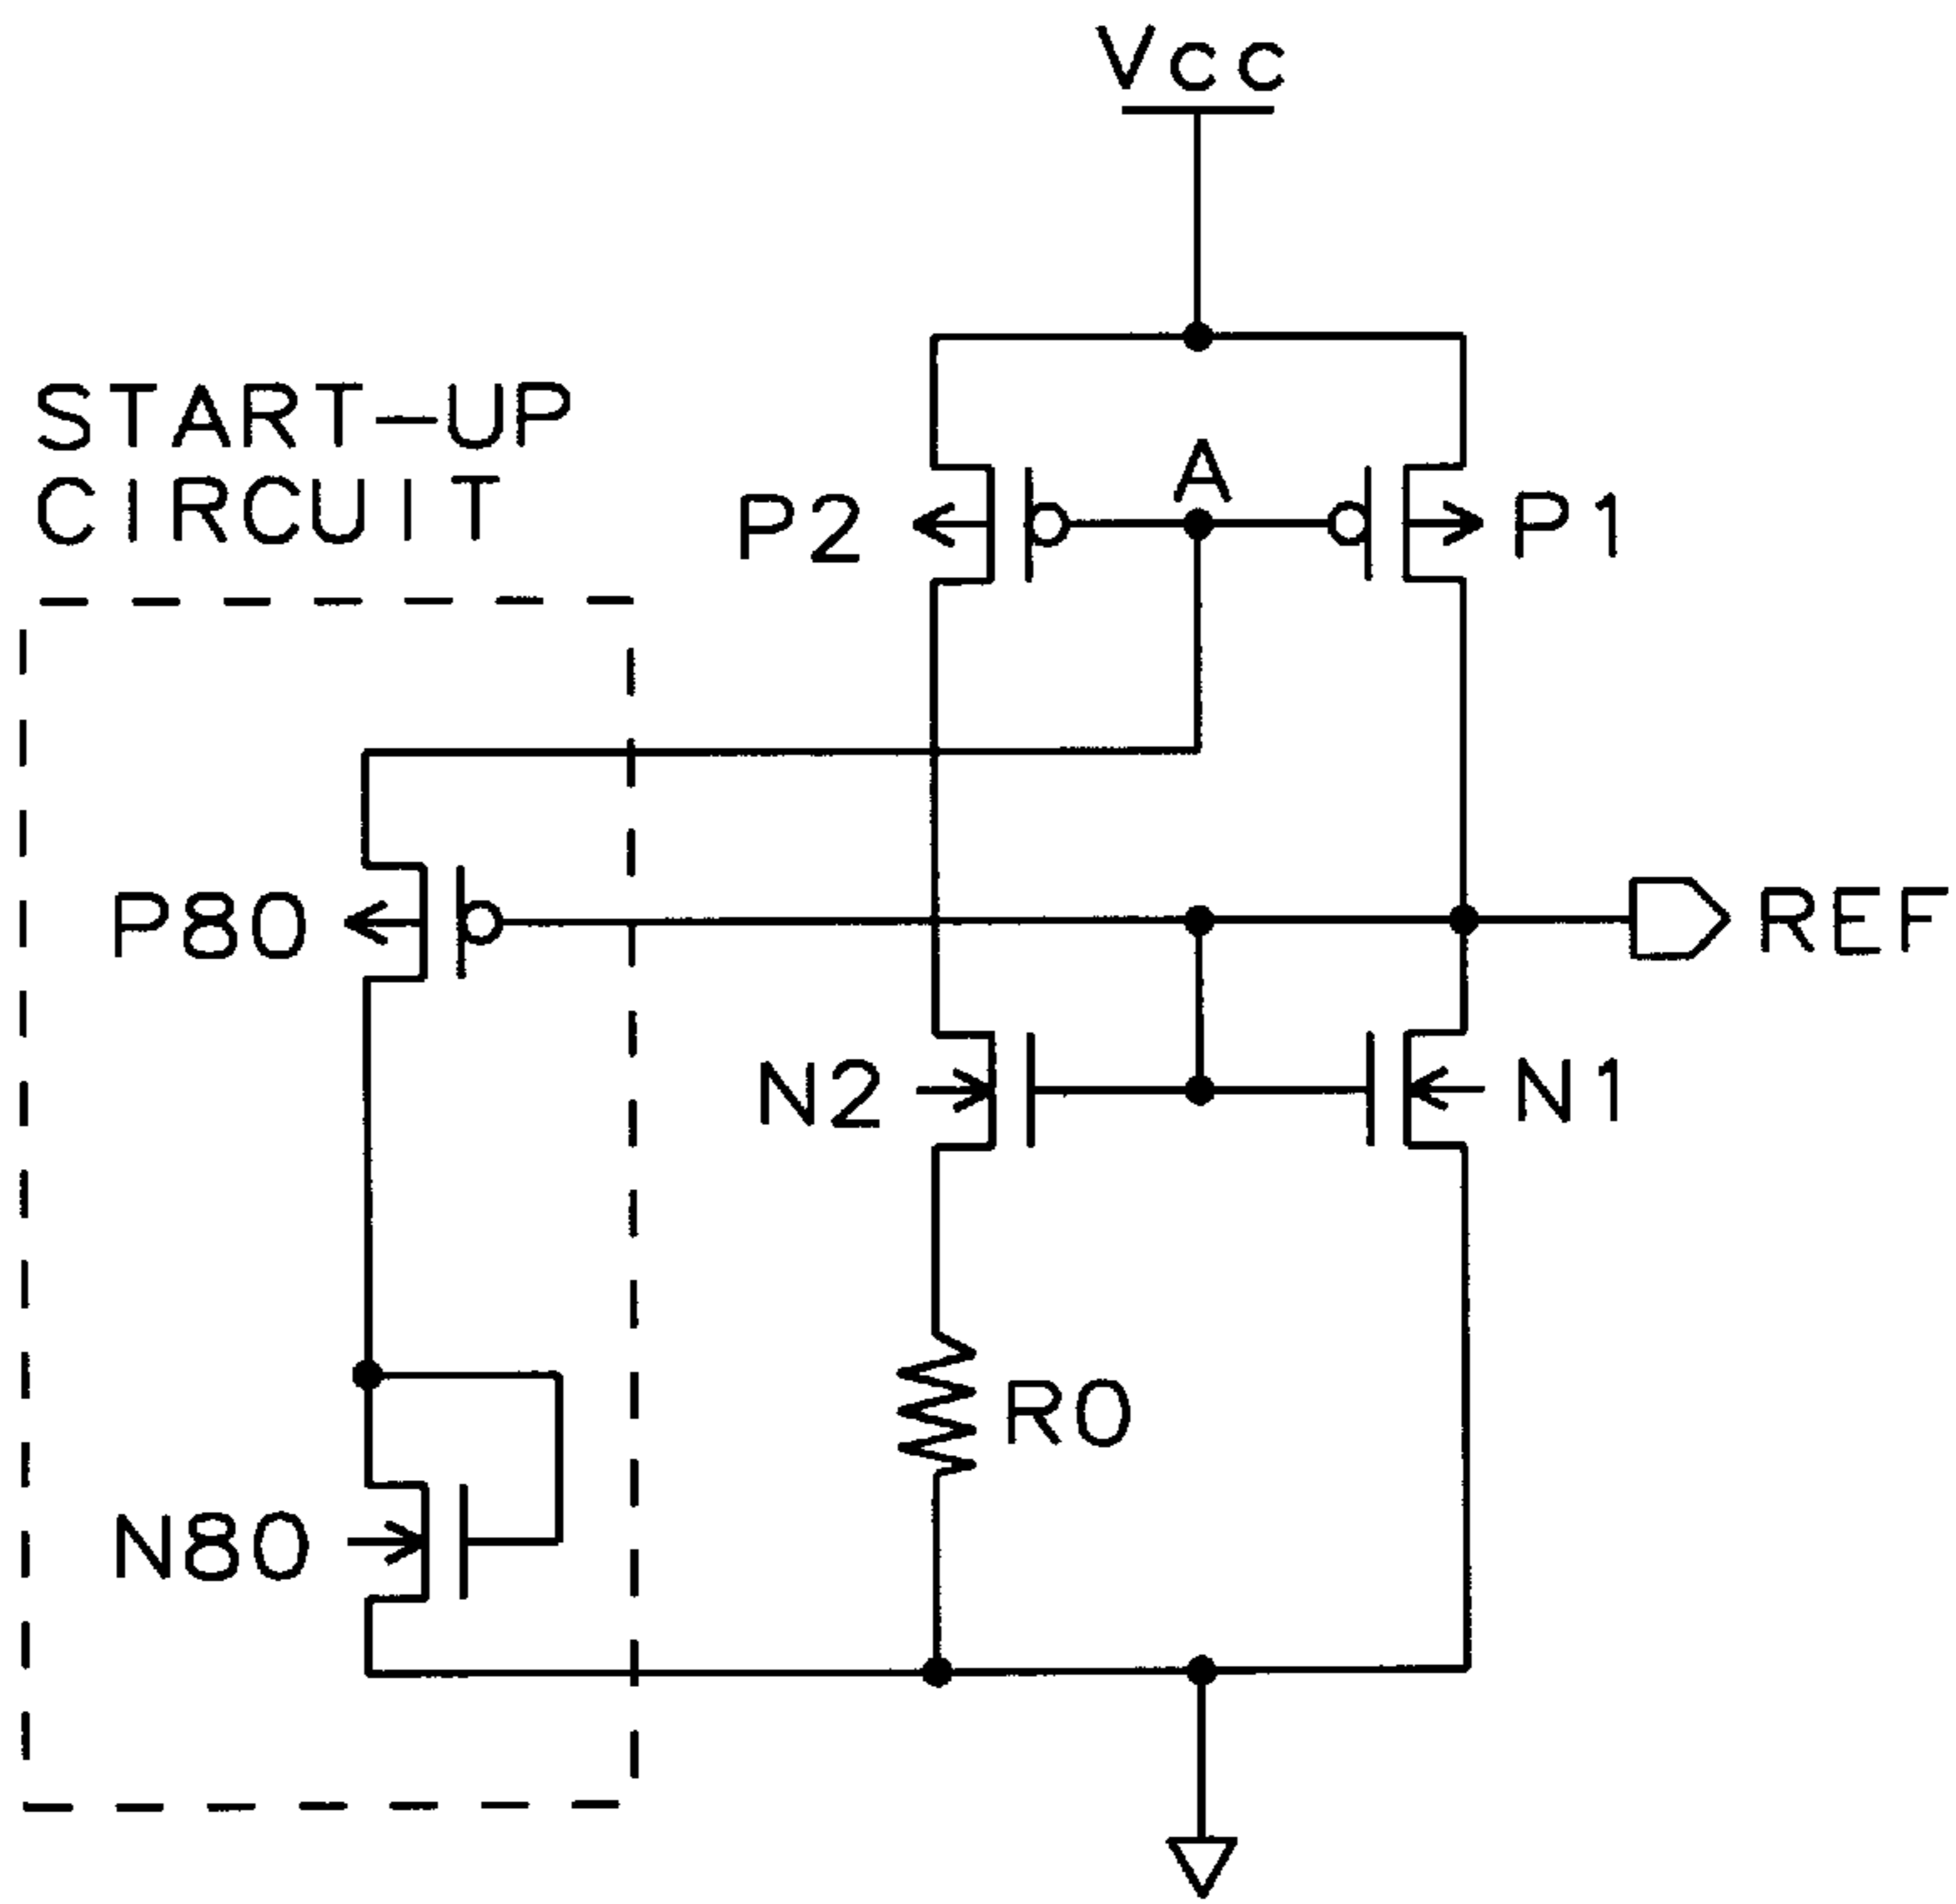 Vcc
START-UP
CIRCUIT
A
P2
P1
P80
REF
N2
N1
R0
N80